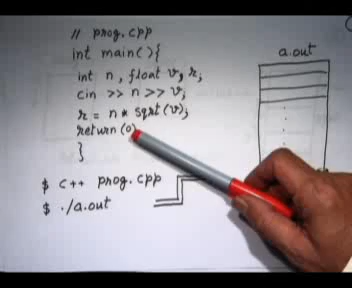 // prog.cpp
int main(){
int n, float v, r;
cin >> n >> v;
r = n * sqrt(v);
return(0)
}
$ c++ prog.cpp
$ ./a.out
a.out